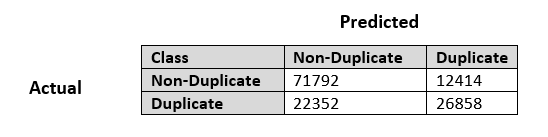 Predicted
Class Non-Duplicate Duplicate
Actual
Non-Duplicate 71792 12414
Duplicate 22352 26858